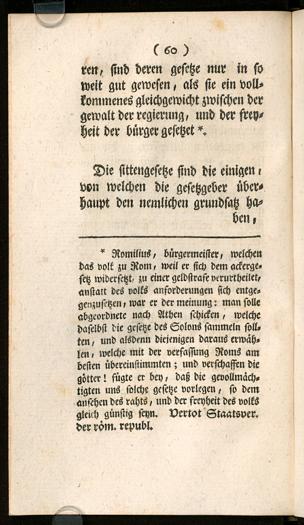 ( 60 )
ren, sind deren gesetze nur in so
weit gut gewesen, als sie ein voll-
kommenes gleichgewicht zwischen der
gewalt der regierung, und der frey-
heit der bürger gesetzet *.
Die sittengesetze sind die einigen,
von welchen die gesetzgeber über-
haupt den nemlichen grundsatz ha-
ben,
* Romilius, bürgermeister, welchen
das volk zu Rom, weil er sich dem ackerge-
setz widersetzt, zu einer geldstrafe verurtheilet,
anstatt des volks anforderungen sich entge-
genzusetzen, war er der meinung: man solle
abgeordnete nach Athen schicken, welche
daselbst die gesetze des Solons sammeln soll-
ten, und alsdenn diejenigen daraus erwäh-
len, welche mit der verfassung Roms am
besten übereinstimmten; und verschaffen die
götter! fügte er bey, daß die gevollmäch-
tigten uns solche gesetze vorlegen, so dem
ansehen des rahts, und der freyheit des volks
gleich günstig seyn. Vertot Staatsver.
der röm. republ.